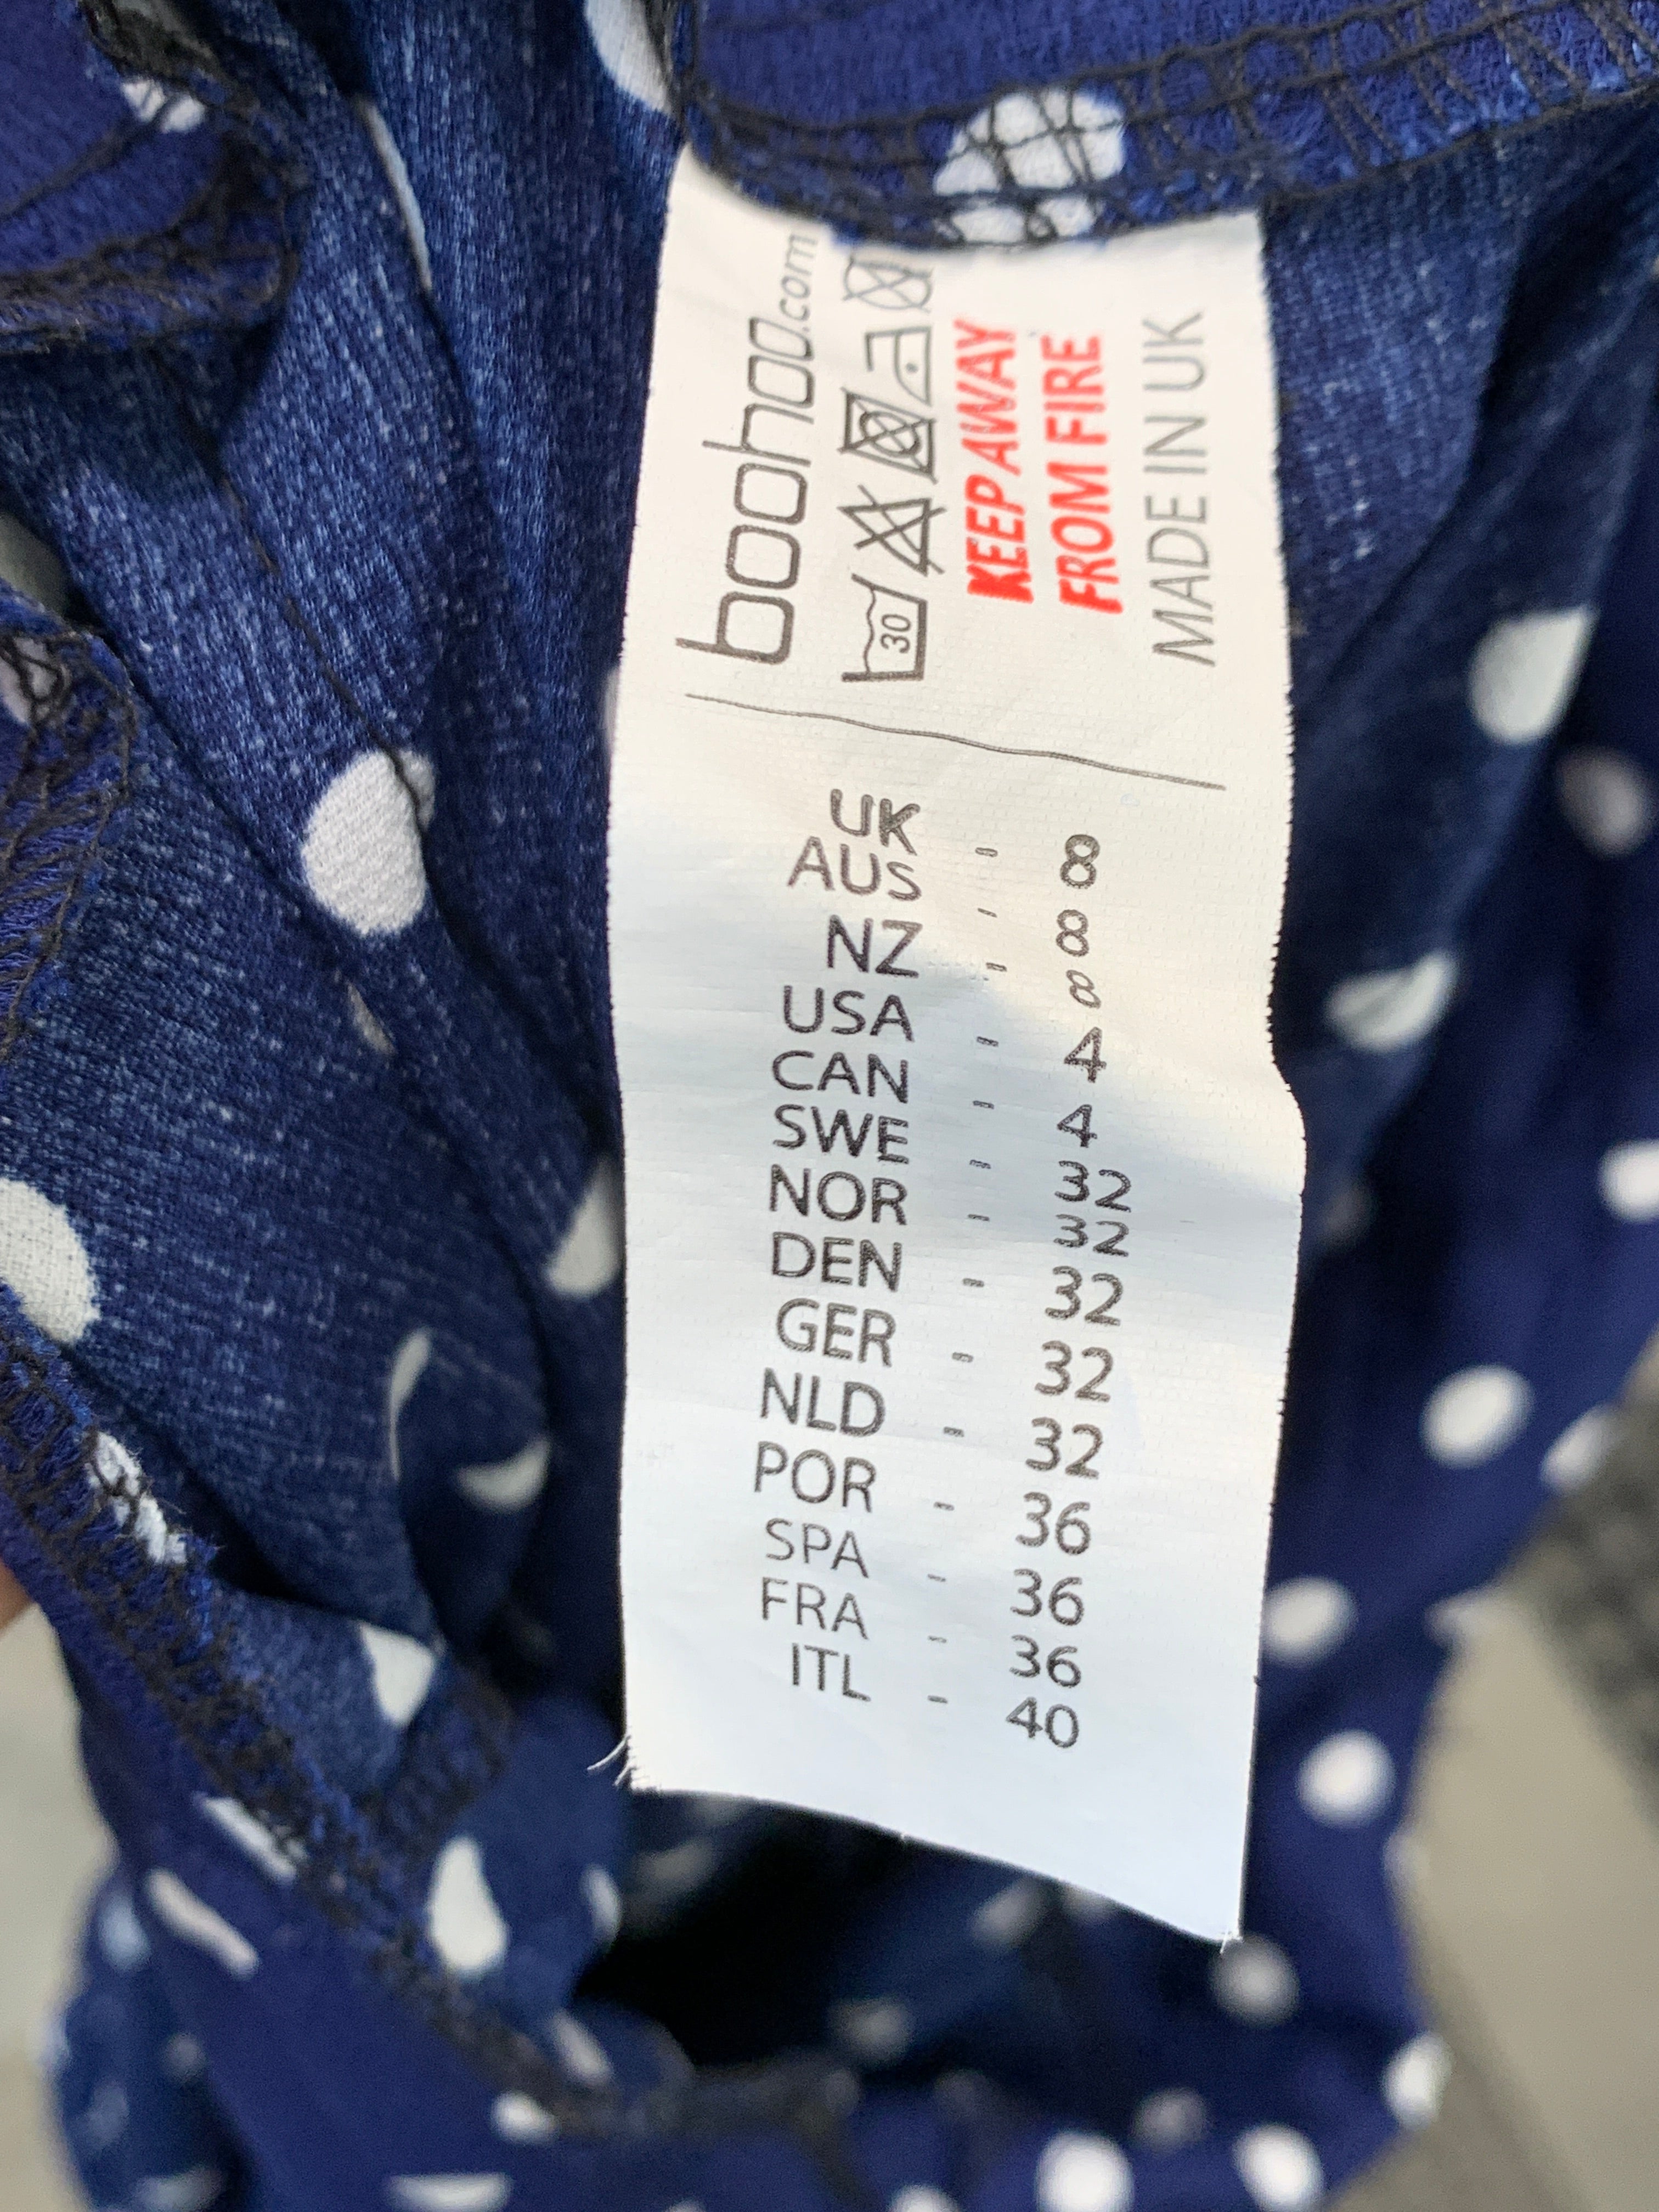 boohoo.com
30
KEEP AWAY
FROM FIRE
MADE IN UK
UK - 8
AUS - 8
NZ - 8
USA - 4
CAN - 4
SWE - 32
NOR - 32
DEN - 32
GER - 32
NLD - 32
POR - 36
SPA - 36
FRA - 36
ITL - 40